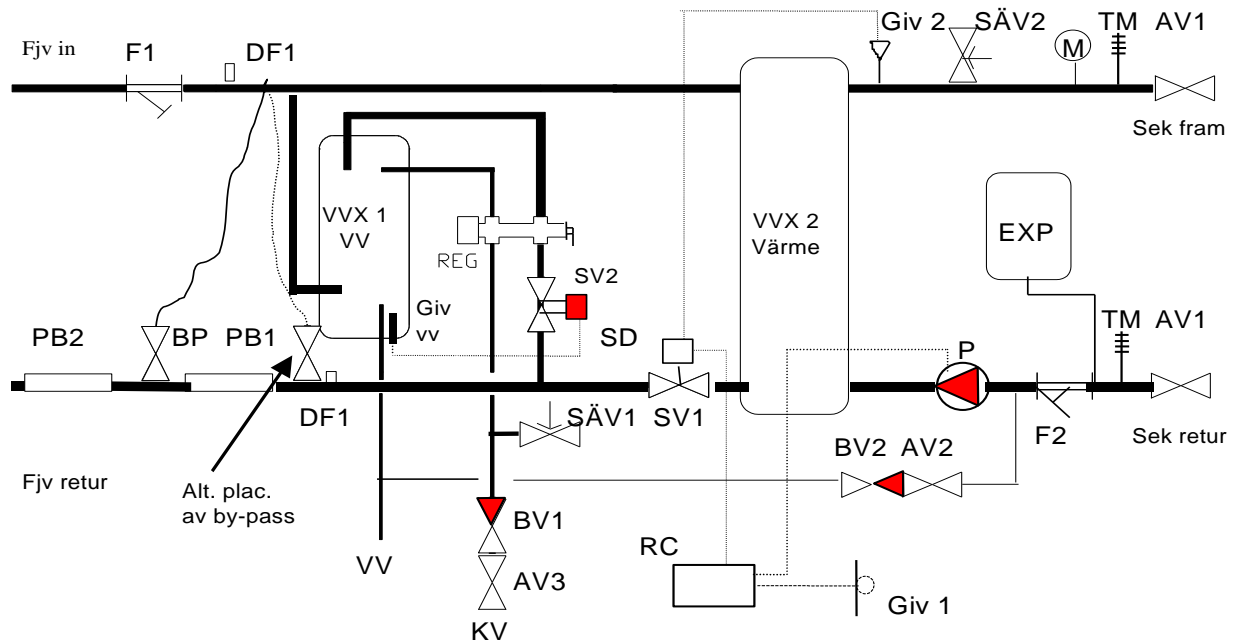 Fjv in
F1
DF1
Giv 2
SÄV2
TM
AV1
M
Sek fram
VVX 1
VV
REG
SV2
VVX 2
Värme
EXP
Giv
vv
SD
PB2
BP
PB1
P
TM
AV1
DF1
SÄV1
SV1
F2
Sek retur
BV2
AV2
Fjv retur
Alt. plac.
av by-pass
BV1
VV
RC
AV3
Giv 1
KV